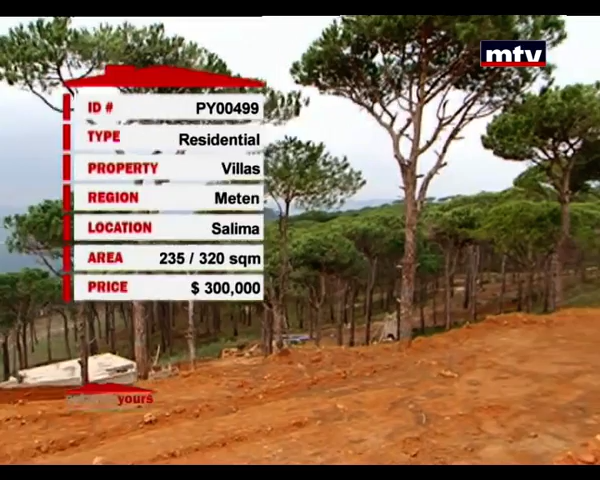 mtv
ID # PY00499
TYPE Residential
PROPERTY Villas
REGION Meten
LOCATION Salima
AREA 235 / 320 sqm
PRICE $ 300,000
yours